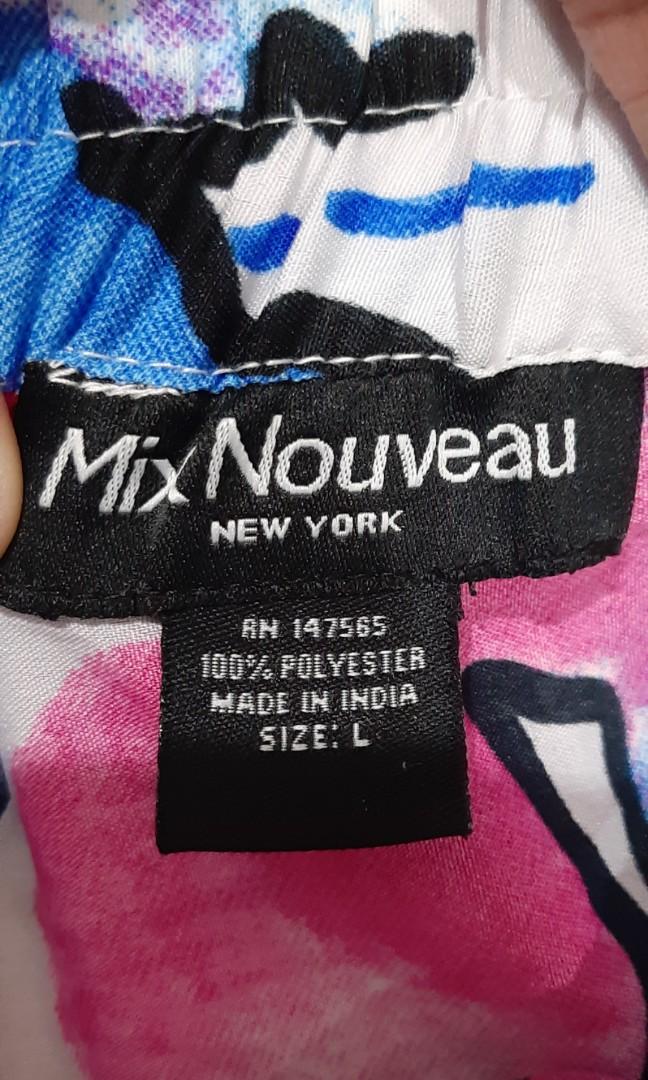 Mix Nouveau
NEW YORK
RN 147565
100% POLYESTER
MADE IN INDIA
SIZE: L